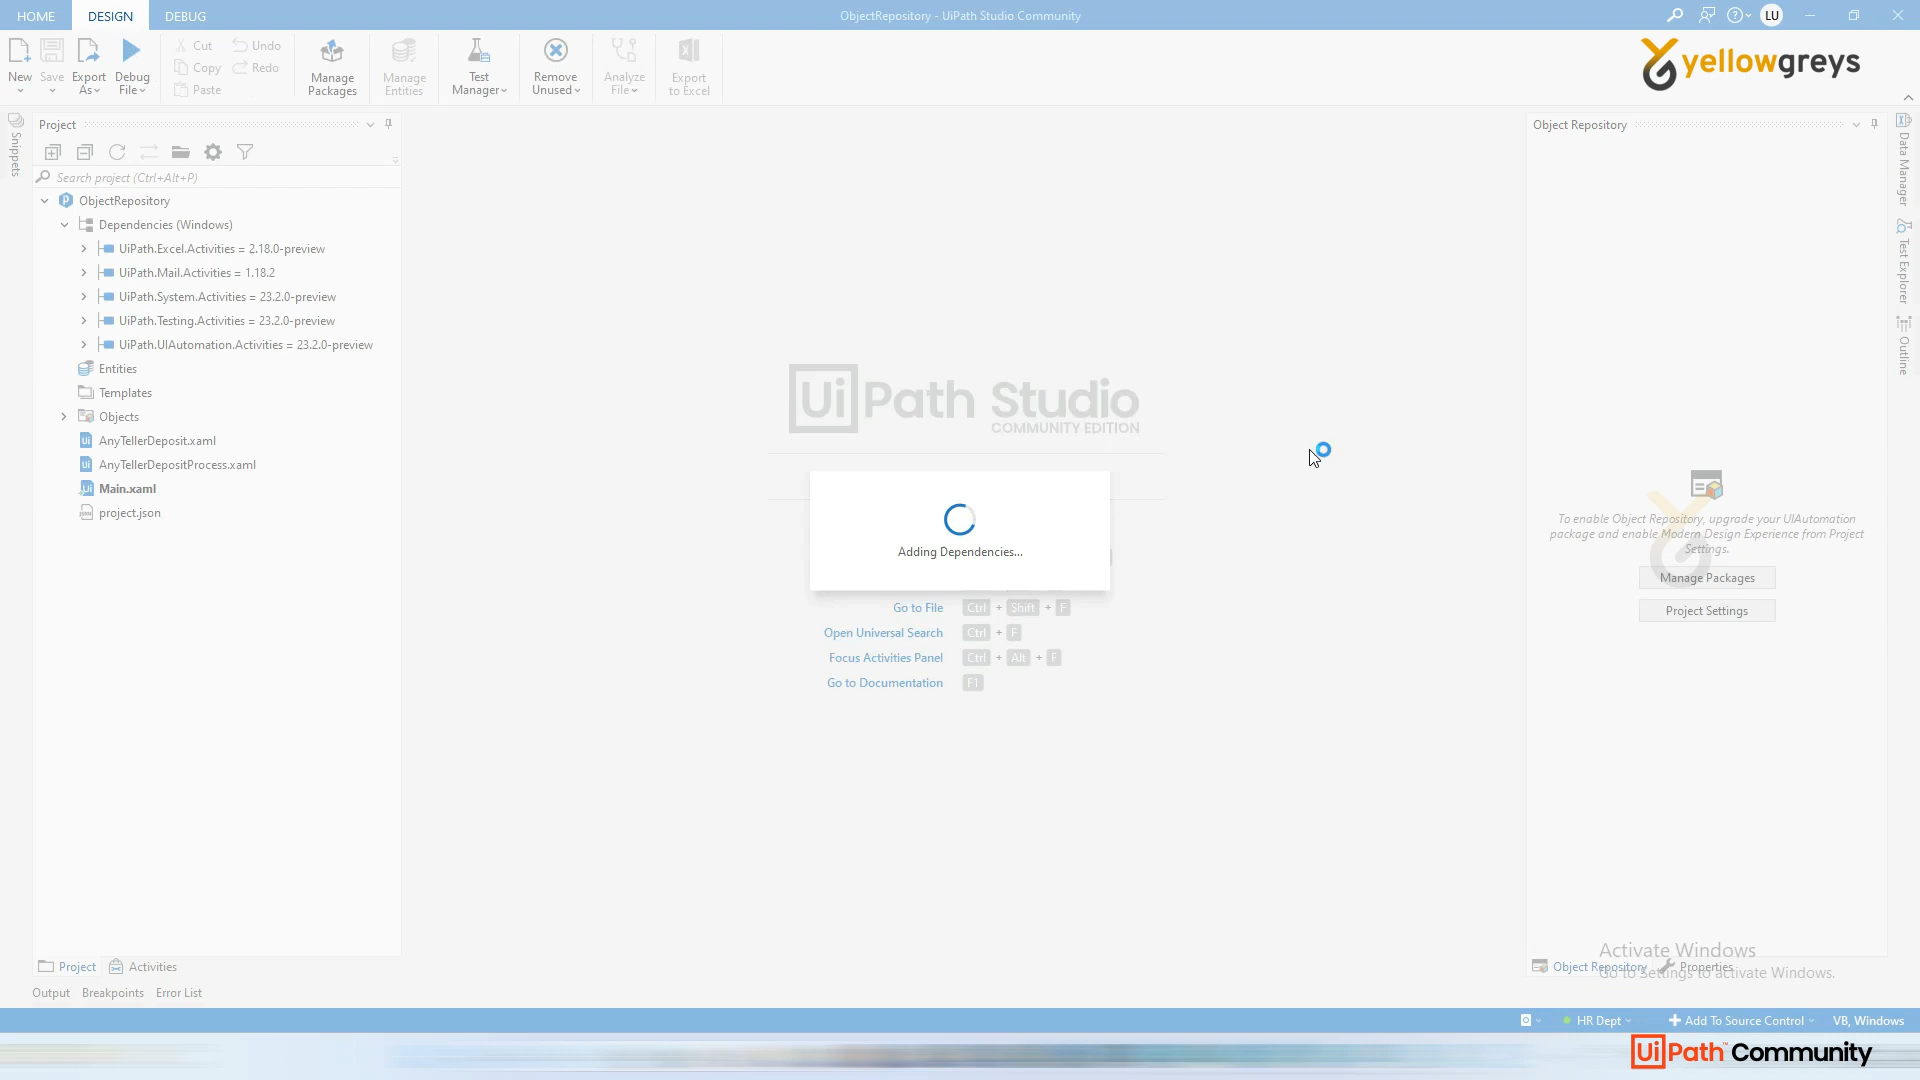 HOME DESIGN DEBUG
ObjectRepository - UiPath Studio Community
LU
New
Save
Export As
Debug File
Cut
Copy
Paste
Undo
Redo
Manage Packages
Manage Entities
Test Manager
Remove Unused
Analyze File
Export to Excel
yellowgreys
Snippets
Project
Search project (Ctrl+Alt+P)
ObjectRepository
Dependencies (Windows)
UiPath.Excel.Activities = 2.18.0-preview
UiPath.Mail.Activities = 1.18.2
UiPath.System.Activities = 23.2.0-preview
UiPath.Testing.Activities = 23.2.0-preview
UiPath.UIAutomation.Activities = 23.2.0-preview
Entities
Templates
Objects
AnyTellerDeposit.xaml
AnyTellerDepositProcess.xaml
Main.xaml
project.json
Project
Activities
Output Breakpoints Error List
UiPath Studio
COMMUNITY EDITION
Adding Dependencies...
Go to File Ctrl + Shift + F
Open Universal Search Ctrl + F
Focus Activities Panel Ctrl + Alt + F
Go to Documentation F1
Object Repository
To enable Object Repository, upgrade your UIAutomation
package and enable Modern Design Experience from Project
Settings.
Manage Packages
Project Settings
Data Manager
Test Explorer
Outline
Activate Windows
Go to Settings to activate Windows.
Object Repository
Properties
HR Dept
Add To Source Control
VB, Windows
UiPath™ Community